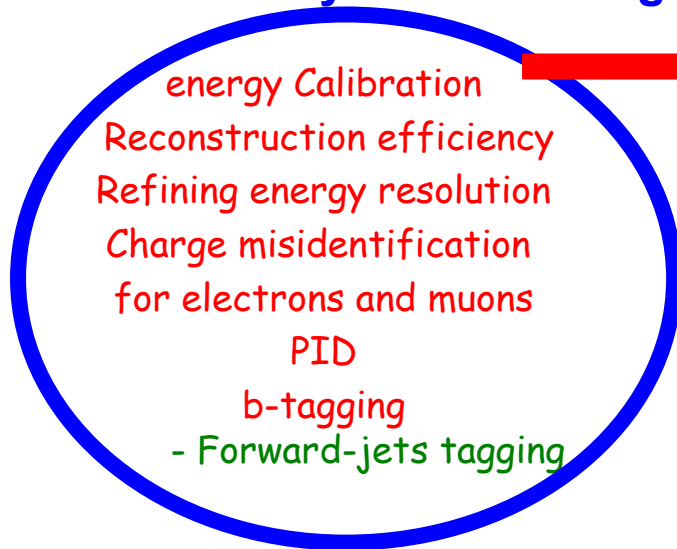 energy Calibration
Reconstruction efficiency
Refining energy resolution
Charge misidentification
for electrons and muons
PID
b-tagging
- Forward-jets tagging